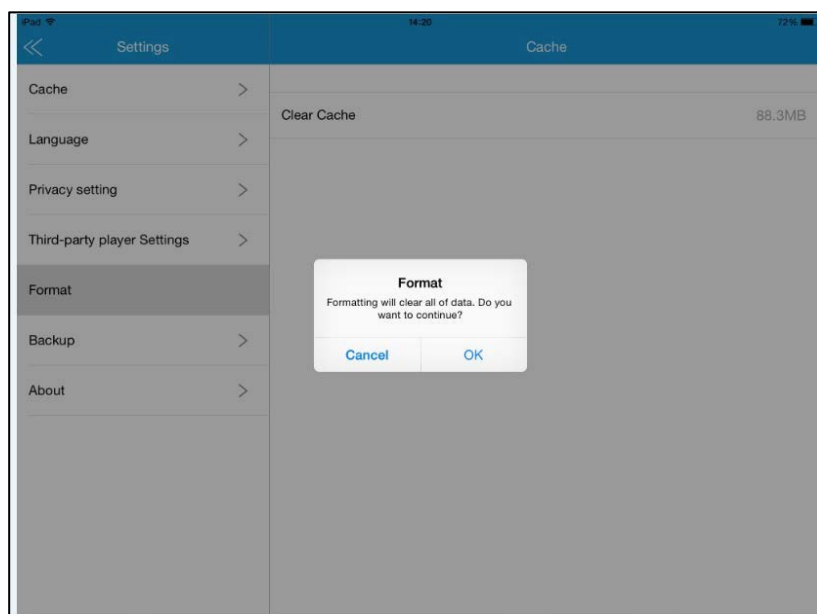 iPad 14:20 72%
Settings Cache
Cache
Clear Cache 88.3MB
Language
Privacy setting
Third-party player Settings
Format
Format
Formatting will clear all of data. Do you
want to continue?
Cancel OK
Backup
About